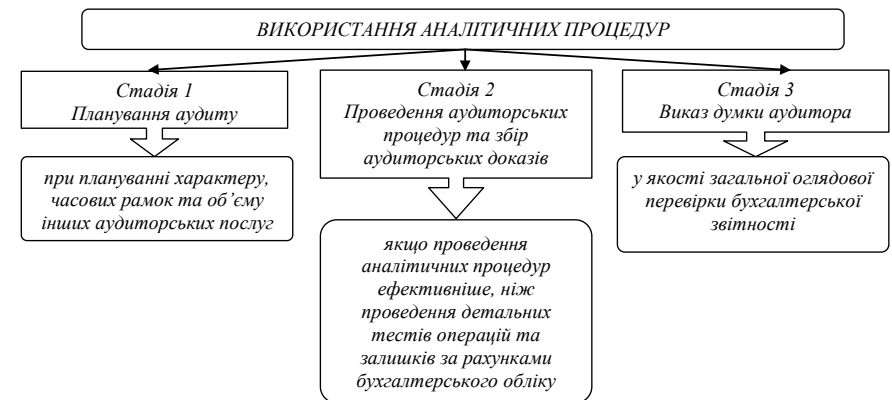 ВИКОРИСТАННЯ АНАЛІТИЧНИХ ПРОЦЕДУР
Стадія 1
Планування аудиту
при плануванні характеру,
часових рамок та об’єму
інших аудиторських послуг
Стадія 2
Проведення аудиторських
процедур та збір
аудиторських доказів
якщо проведення
аналітичних процедур
ефективніше, ніж
проведення детальних
тестів операцій та
залишків за рахунками
бухгалтерського обліку
Стадія 3
Виказ думки аудитора
у якості загальної оглядової
перевірки бухгалтерської
звітності